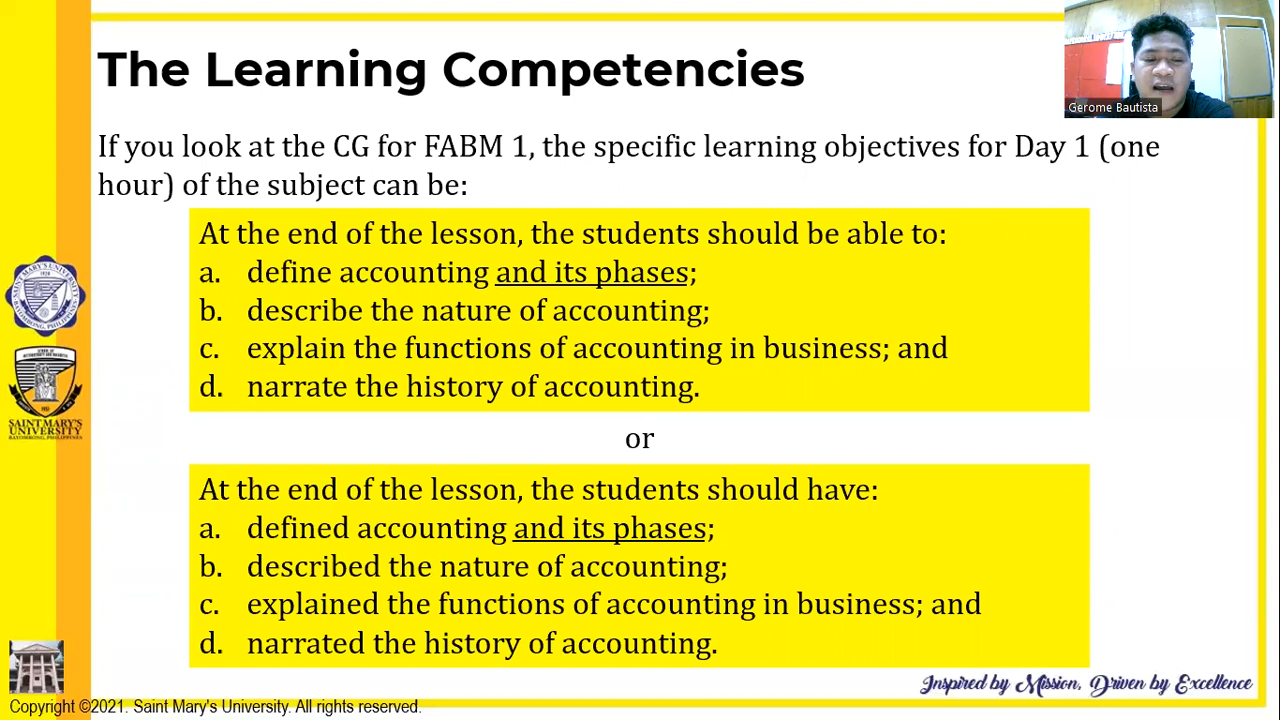 The Learning Competencies
Gerome Bautista
If you look at the CG for FABM 1, the specific learning objectives for Day 1 (one
hour) of the subject can be:
At the end of the lesson, the students should be able to:
a. define accounting and its phases;
b. describe the nature of accounting;
c. explain the functions of accounting in business; and
d. narrate the history of accounting.
or
At the end of the lesson, the students should have:
a. defined accounting and its phases;
b. described the nature of accounting;
c. explained the functions of accounting in business; and
d. narrated the history of accounting.
SAINT MARY'S
UNIVERSITY
BAYOMBONG, PHILIPPINES
Inspired by Mission, Driven by Excellence
Copyright ©2021. Saint Mary's University. All rights reserved.